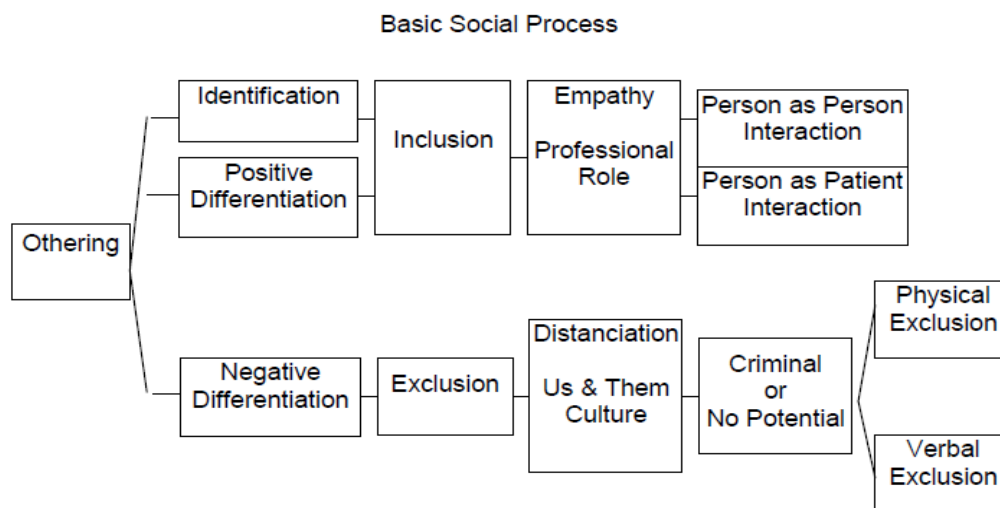 Basic Social Process
Othering
Identification
Positive
Differentiation
Inclusion
Empathy
Professional
Role
Person as Person
Interaction
Person as Patient
Interaction
Negative
Differentiation
Exclusion
Distanciation
Us & Them
Culture
Criminal
or
No Potential
Physical
Exclusion
Verbal
Exclusion